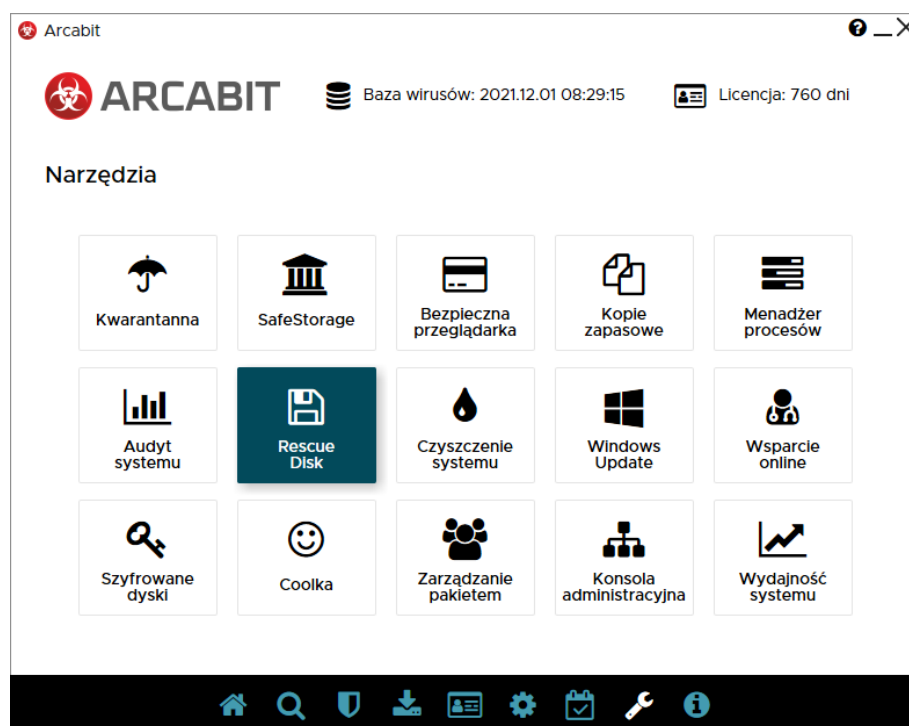 Arcabit
ARCABIT
Baza wirusów: 2021.12.01 08:29:15
Licencja: 760 dni
Narzędzia
Kwarantanna
SafeStorage
Bezpieczna
przeglądarka
Kopie
zapasowe
Menadżer
procesów
Audyt
systemu
Rescue
Disk
Czyszczenie
systemu
Windows
Update
Wsparcie
online
Szyfrowane
dyski
Coolka
Zarządzanie
pakietem
Konsola
administracyjna
Wydajność
systemu